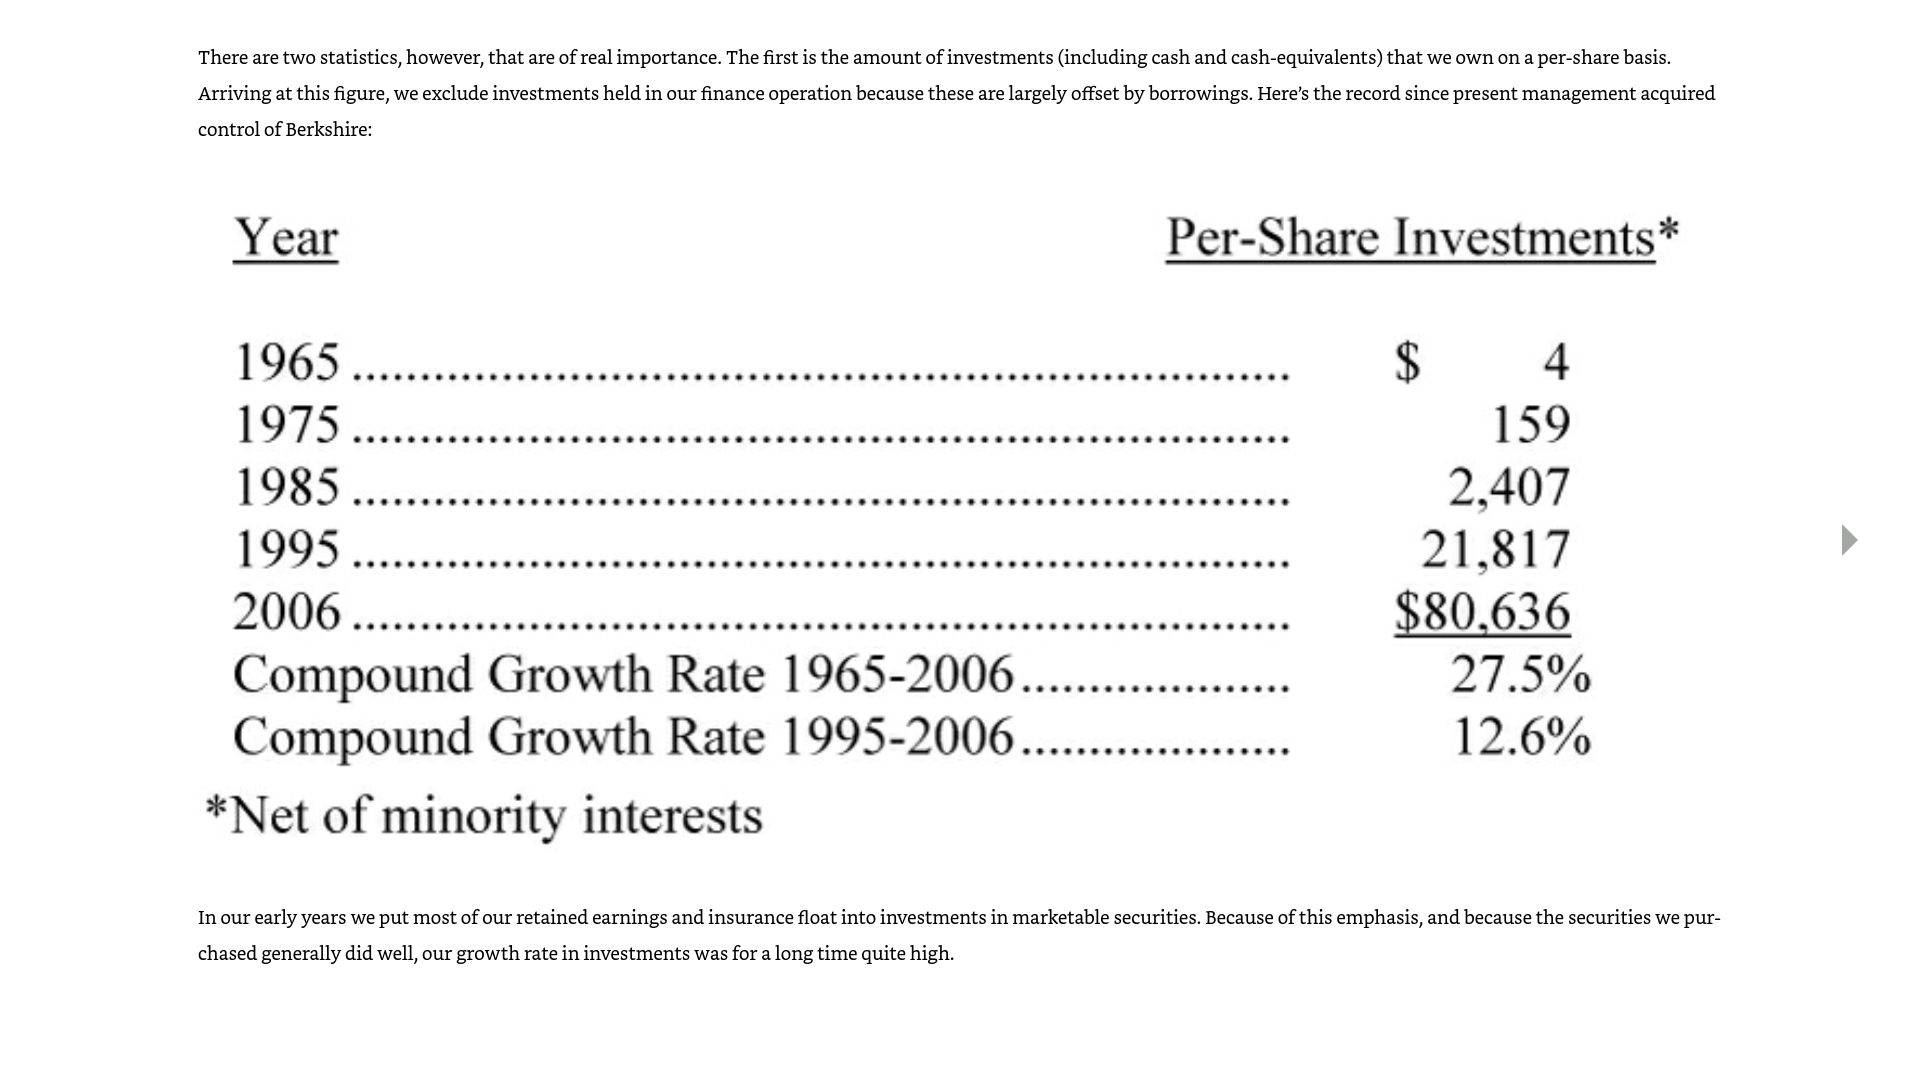 There are two statistics, however, that are of real importance. The first is the amount of investments (including cash and cash-equivalents) that we own on a per-share basis.
Arriving at this figure, we exclude investments held in our finance operation because these are largely offset by borrowings. Here’s the record since present management acquired
control of Berkshire:
Year Per-Share Investments*
1965 ..................................................................... $ 4
1975 ..................................................................... 159
1985 ..................................................................... 2,407
1995 ..................................................................... 21,817
2006 ..................................................................... $80,636
Compound Growth Rate 1965-2006.................... 27.5%
Compound Growth Rate 1995-2006.................... 12.6%
*Net of minority interests
In our early years we put most of our retained earnings and insurance float into investments in marketable securities. Because of this emphasis, and because the securities we pur-
chased generally did well, our growth rate in investments was for a long time quite high.